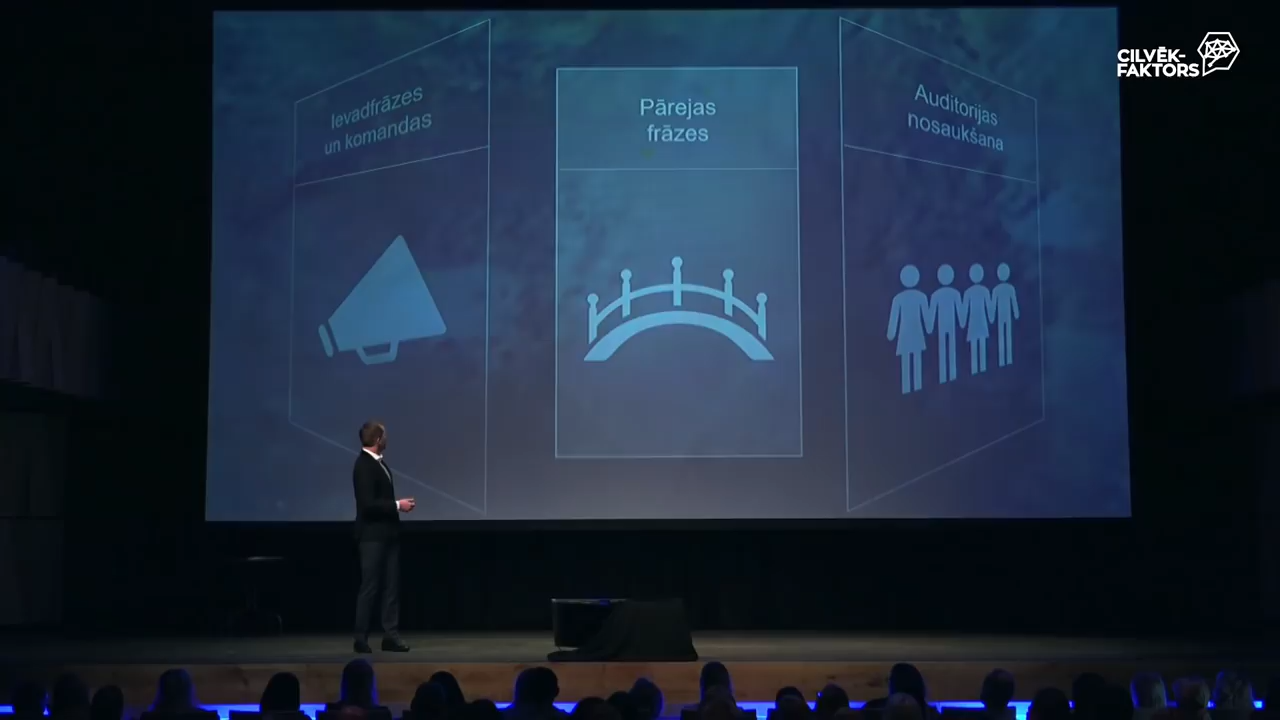 Ievadfrāzes
un komandas
Pārejas
frāzes
Auditorijas
nosaukšana
CILVĒK-
FAKTORS